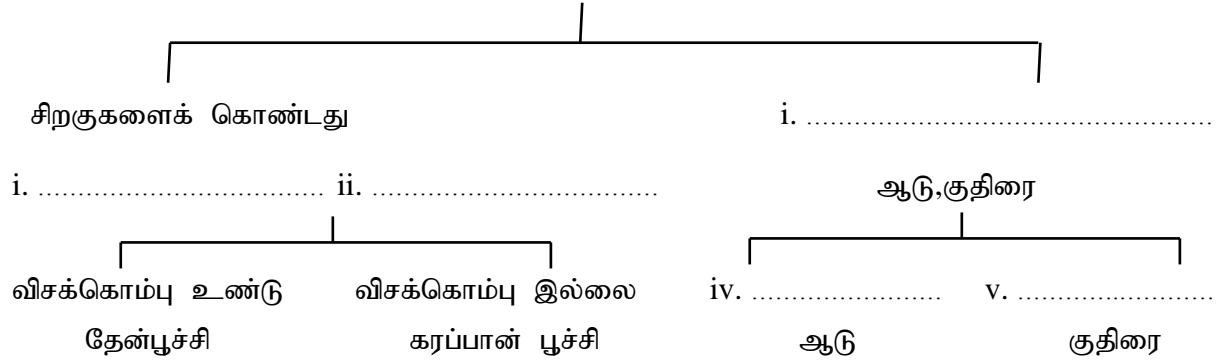 சிறகுகளைக் கொண்டது i. ....................................................
i. .................................... ii. ....................................
ஆடு,குதிரை
விசக்கொம்பு உண்டு விசக்கொம்பு இல்லை iv. ........................ v. .........................
தேன்பூச்சி கரப்பான் பூச்சி ஆடு குதிரை